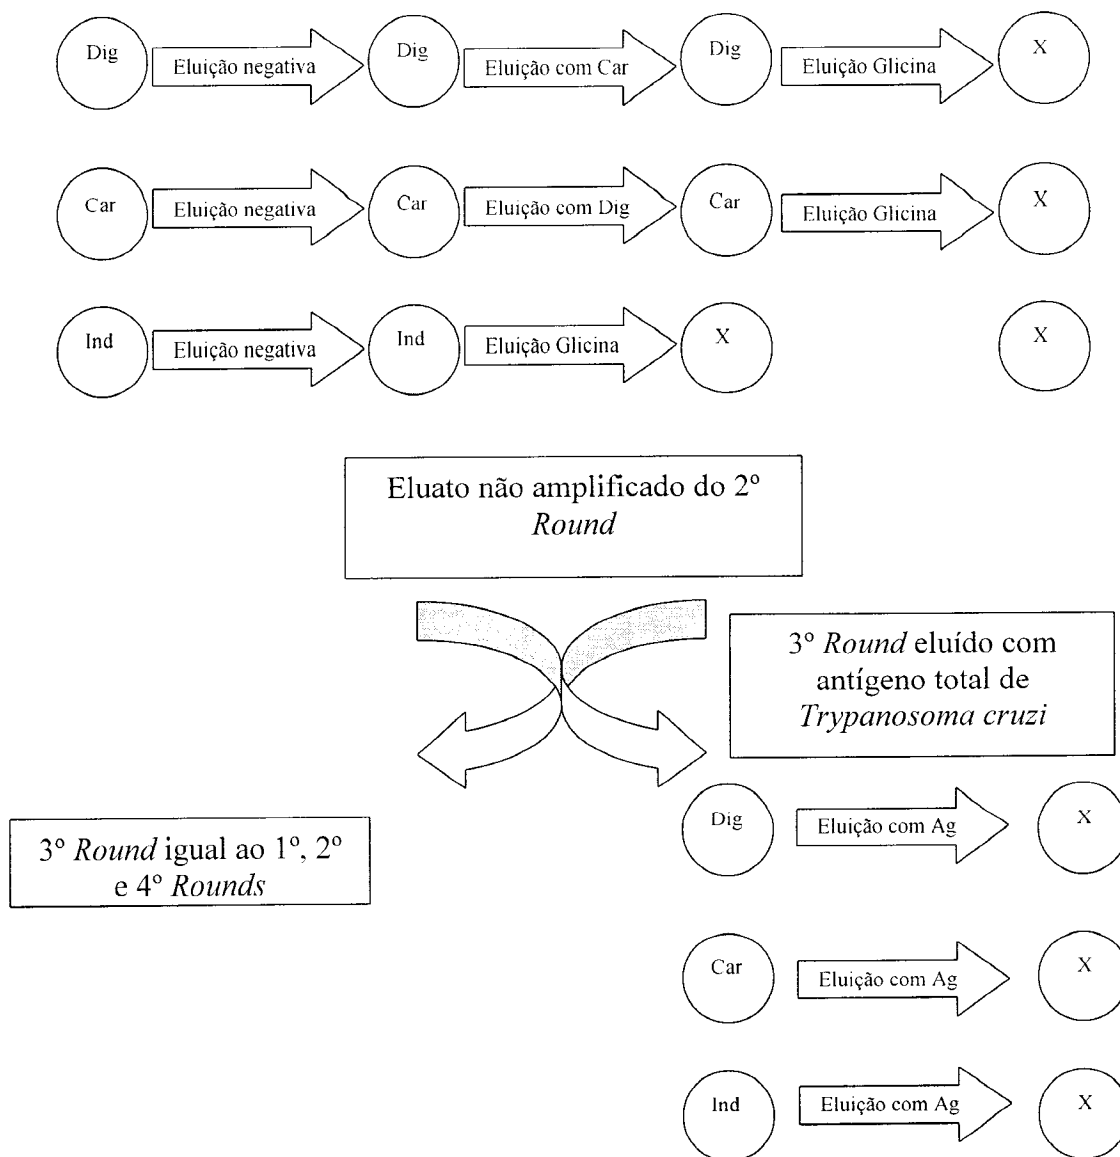 Dig Eluição negativa Dig Eluição com Car Dig Eluição Glicina X
Car Eluição negativa Car Eluição com Dig Car Eluição Glicina X
Ind Eluição negativa Ind Eluição Glicina X X
Eluato não amplificado do 2º
Round
3º Round eluído com
antígeno total de
Trypanosoma cruzi
3º Round igual ao 1º, 2º
e 4º Rounds
Dig Eluição com Ag X
Car Eluição com Ag X
Ind Eluição com Ag X